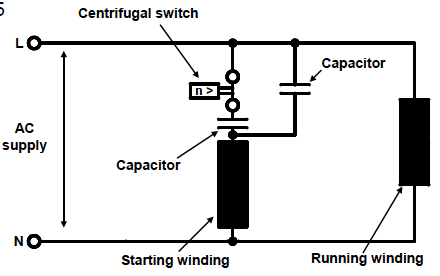 5
Centrifugal switch
L
Capacitor
n >
AC
supply
Capacitor
N
Starting winding
Running winding